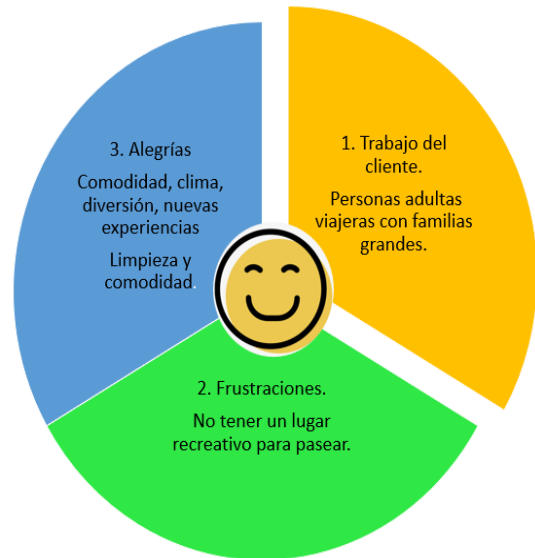 1. Trabajo del
cliente.
Personas adultas
viajeras con familias
grandes.
2. Frustraciones.
No tener un lugar
recreativo para pasear.
3. Alegrías
Comodidad, clima,
diversión, nuevas
experiencias
Limpieza y
comodidad.